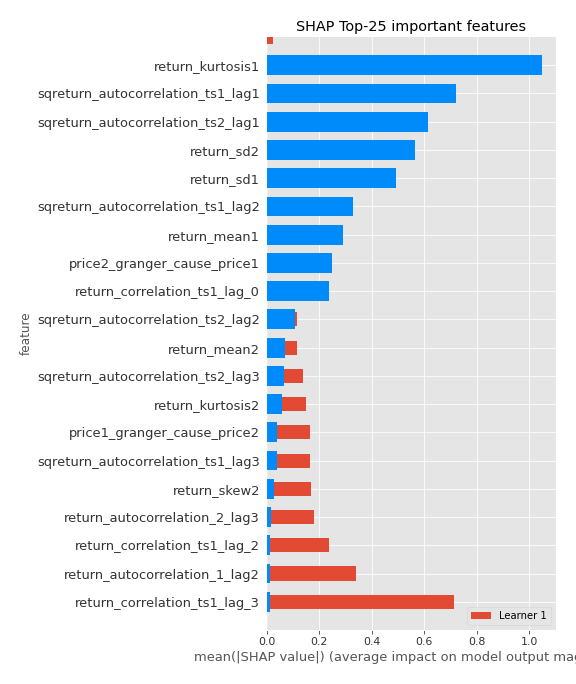 SHAP Top-25 important features
return_kurtosis1
sqreturn_autocorrelation_ts1_lag1
sqreturn_autocorrelation_ts2_lag1
return_sd2
return_sd1
sqreturn_autocorrelation_ts1_lag2
return_mean1
price2_granger_cause_price1
return_correlation_ts1_lag_0
sqreturn_autocorrelation_ts2_lag2
return_mean2
sqreturn_autocorrelation_ts2_lag3
return_kurtosis2
price1_granger_cause_price2
sqreturn_autocorrelation_ts1_lag3
return_skew2
return_autocorrelation_2_lag3
return_correlation_ts1_lag_2
return_autocorrelation_1_lag2
return_correlation_ts1_lag_3
feature
Learner 1
0.0 0.2 0.4 0.6 0.8 1.0
mean(|SHAP value|) (average impact on model output